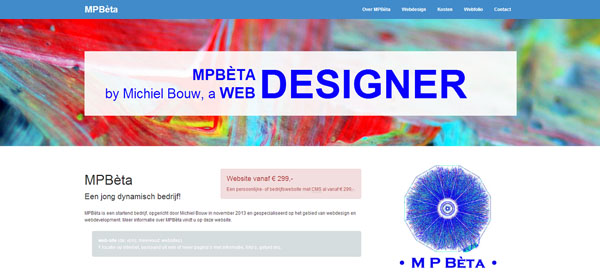 MPBèta
Over MPBèta Webdesign Kosten Webfolio Contact
MPBÈTA
by Michiel Bouw, a WEB DESIGNER
MPBèta
Een jong dynamisch bedrijf!
Website vanaf € 299,-
Een persoonlijke- of bedrijfswebsite met CMS al vanaf € 299,-.
MPBèta is een startend bedrijf, opgericht door Michiel Bouw in november 2013 en gespecialiseerd op het gebied van webdesign en
webdevelopment. Meer informatie over MPBèta vindt u op deze website.
• M P BÈTA •